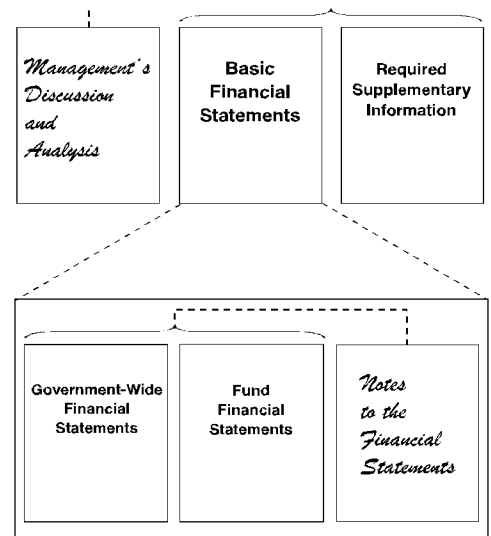 Management's
Discussion
and
Analysis
Basic
Financial
Statements
Required
Supplementary
Information
Government-Wide
Financial
Statements
Fund
Financial
Statements
Notes
to the
Financial
Statements